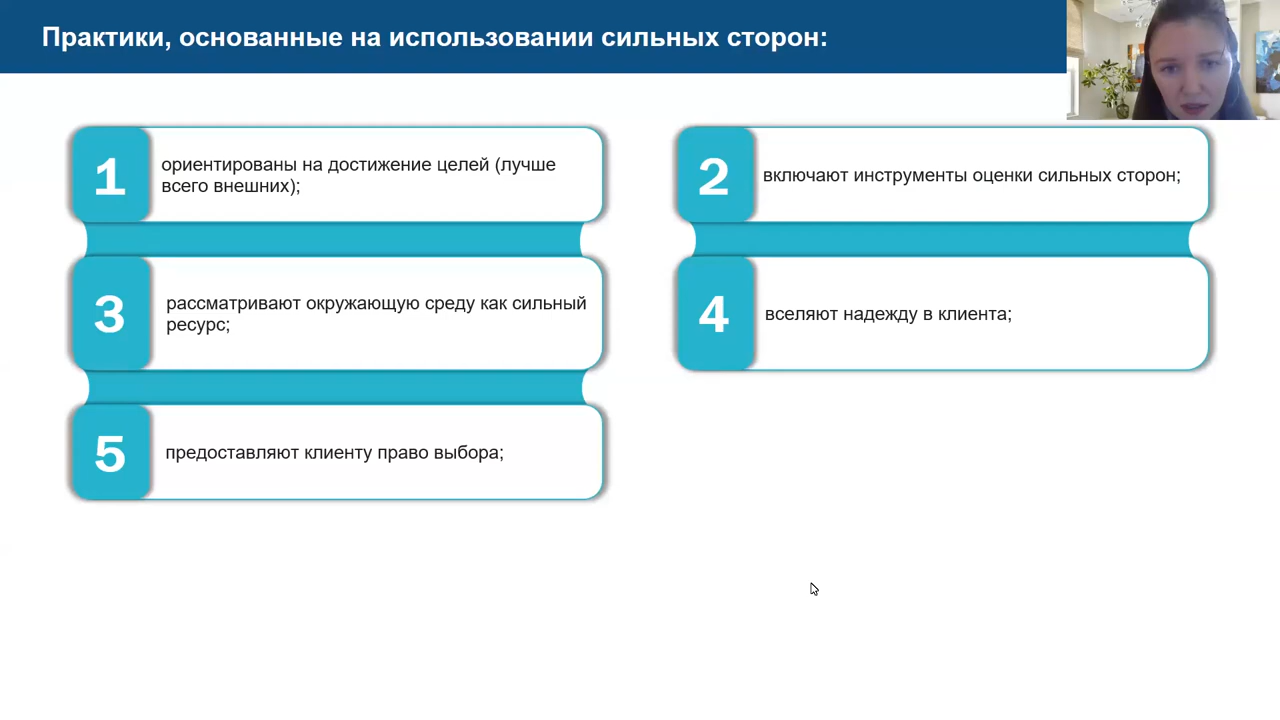 Практики, основанные на использовании сильных сторон:
1
ориентированы на достижение целей (лучше
всего внешних);
2
включают инструменты оценки сильных сторон;
3
рассматривают окружающую среду как сильный
ресурс;
4
вселяют надежду в клиента;
5
предоставляют клиенту право выбора;